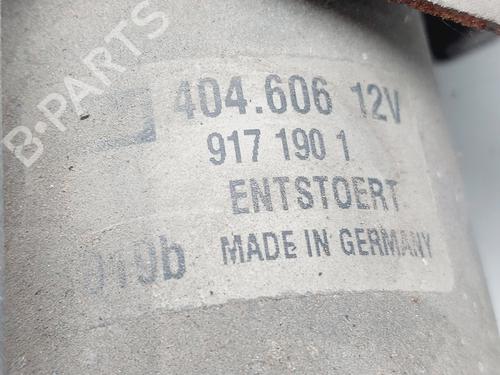 B-PARTS
404.606 12V
917 190 1
ENTSTOERT
MADE IN GERMANY